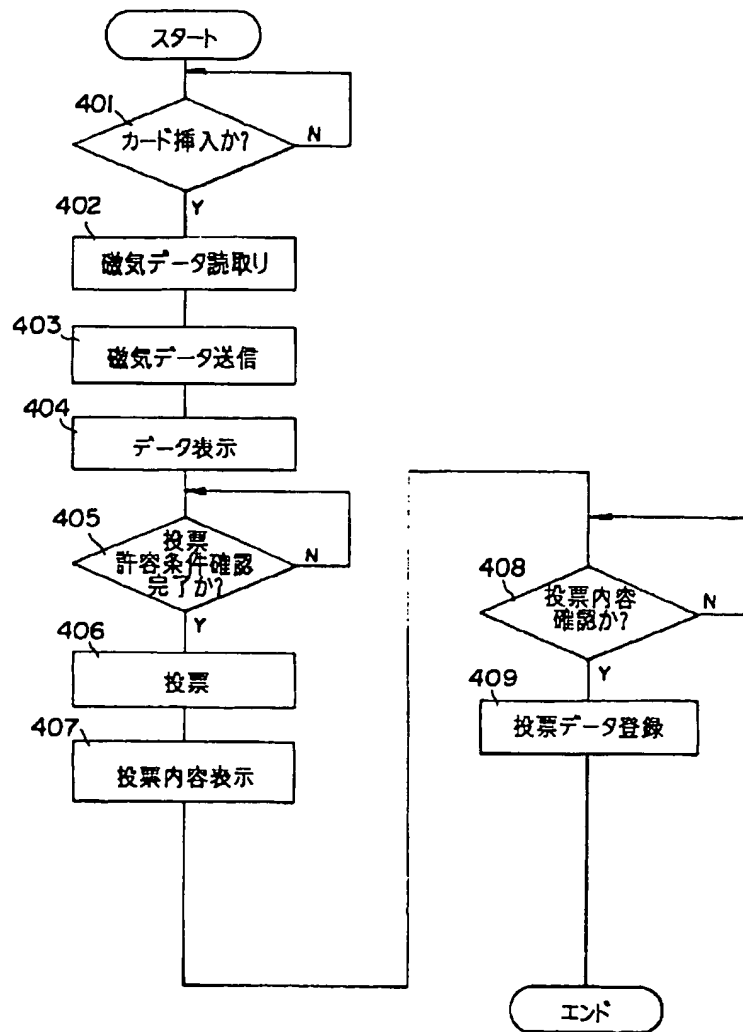 スタート
401
カード挿入か?
N
Y
402
磁気データ読取り
403
磁気データ送信
404
データ表示
405
投票
許容条件確認
完了か?
N
Y
406
投票
407
投票内容表示
408
投票内容
確認か?
N
Y
409
投票データ登録
エンド